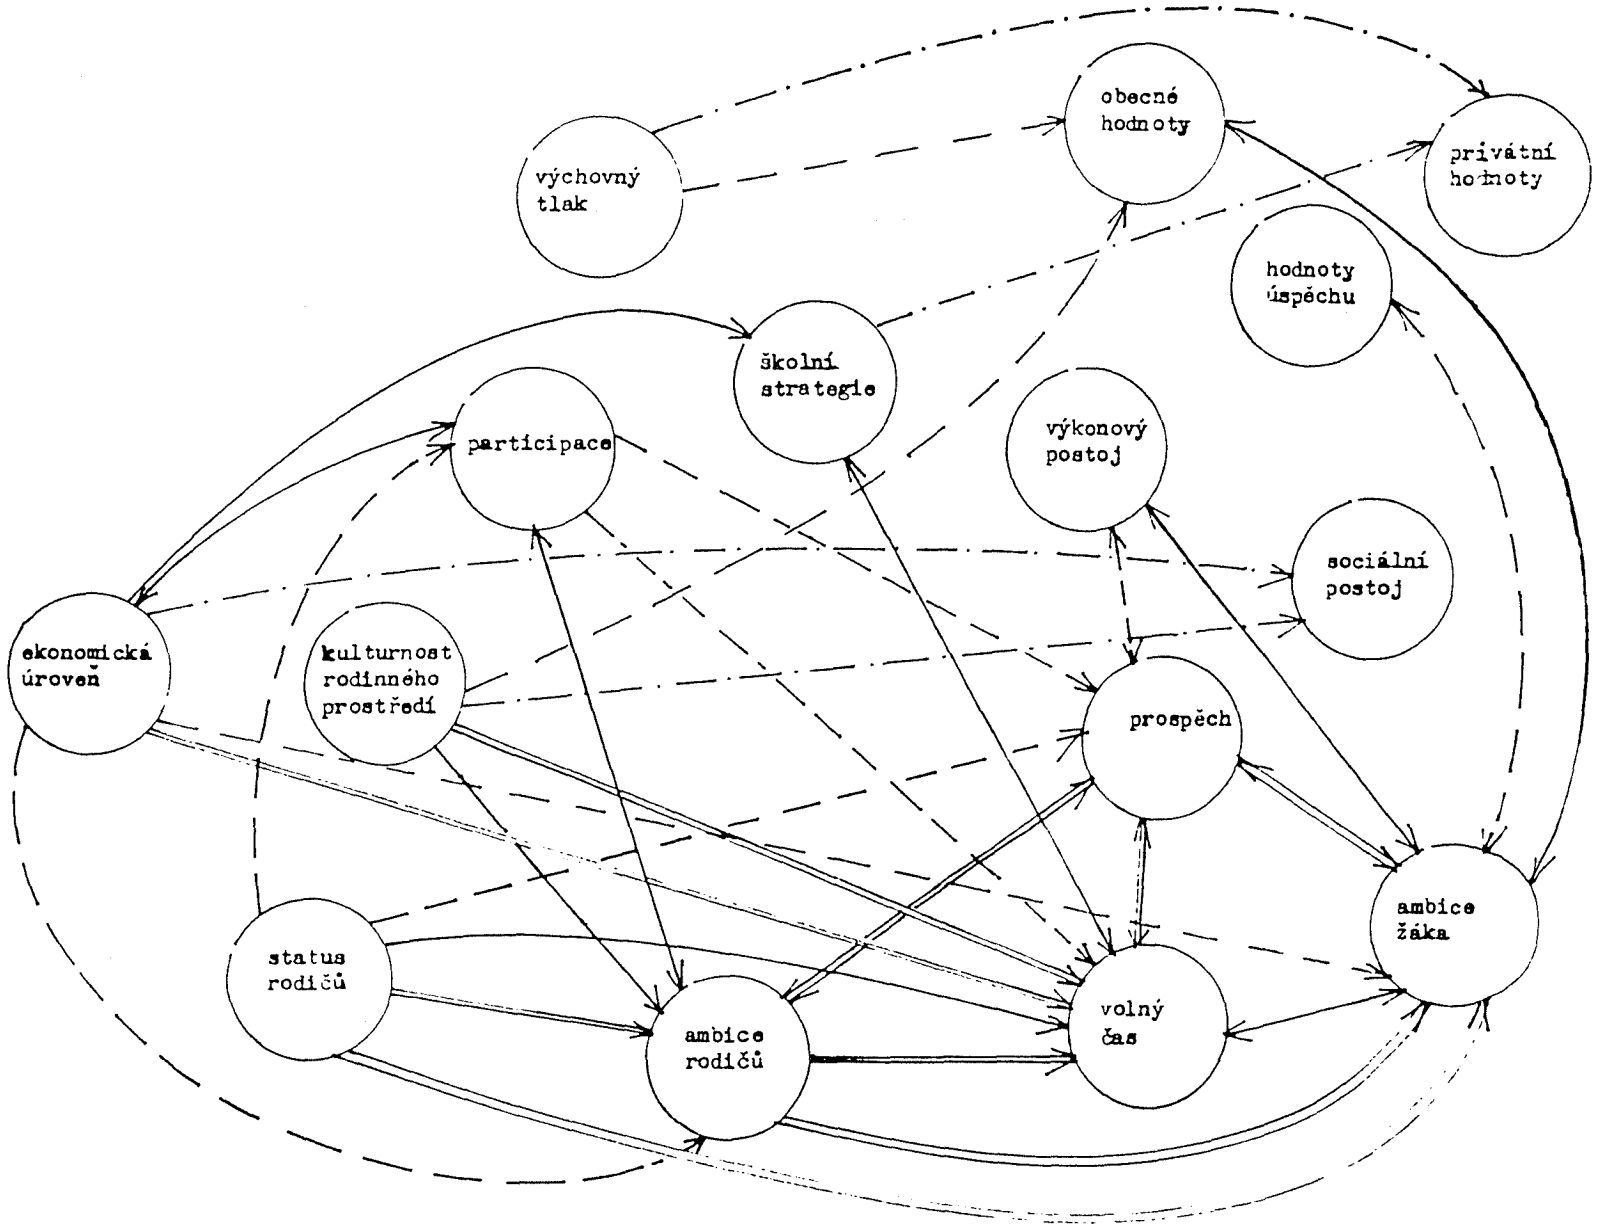 obecné
hodnoty
privátní
hodnoty
výchovný
tlak
hodnoty
úspěchu
školní
strategie
participace
výkonový
postoj
sociální
postoj
ekonomická
úroveň
kulturnost
rodinného
prostředí
prospěch
ambice
žáka
status
rodičů
volný
čas
ambice
rodičů